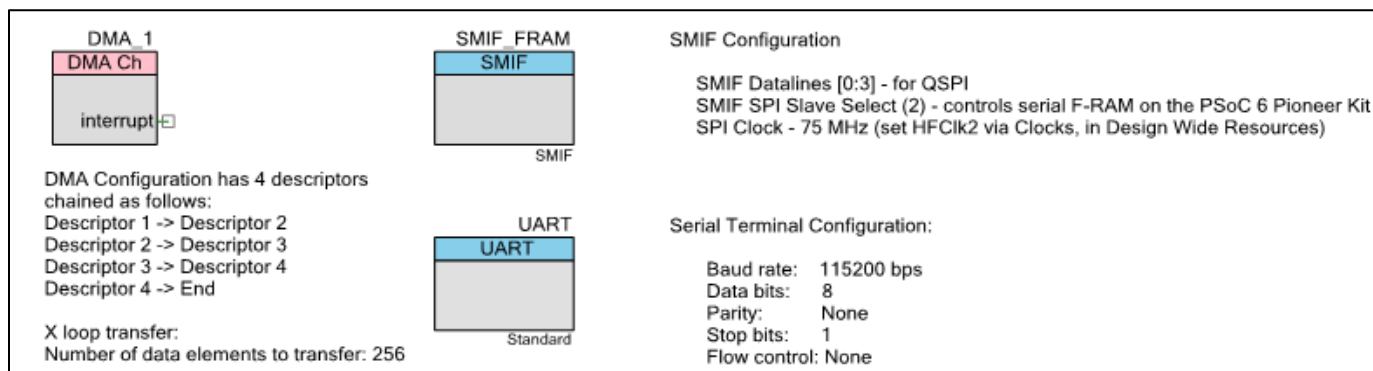 DMA_1
DMA Ch
interrupt
DMA Configuration has 4 descriptors
chained as follows:
Descriptor 1 -> Descriptor 2
Descriptor 2 -> Descriptor 3
Descriptor 3 -> Descriptor 4
Descriptor 4 -> End
X loop transfer:
Number of data elements to transfer: 256
SMIF_FRAM
SMIF
SMIF
UART
UART
Standard
SMIF Configuration
SMIF Datalines [0:3] - for QSPI
SMIF SPI Slave Select (2) - controls serial F-RAM on the PSoC 6 Pioneer Kit
SPI Clock - 75 MHz (set HFClk2 via Clocks, in Design Wide Resources)
Serial Terminal Configuration:
Baud rate: 115200 bps
Data bits: 8
Parity: None
Stop bits: 1
Flow control: None